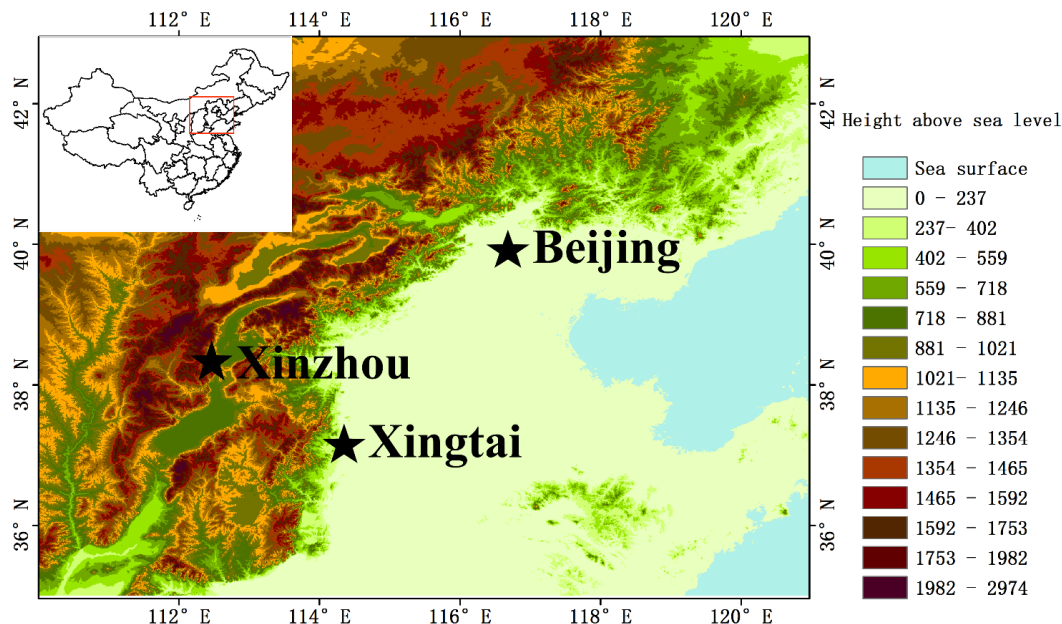 112° E 114° E 116° E 118° E 120° E
42° N 40° N 38° N 36° N
Beijing
Xinzhou
Xingtai
42° N 40° N 38° N 36° N
112° E 114° E 116° E 118° E 120° E
Height above sea level
Sea surface
0 - 237
237- 402
402 - 559
559 - 718
718 - 881
881 - 1021
1021- 1135
1135 - 1246
1246 - 1354
1354 - 1465
1465 - 1592
1592 - 1753
1753 - 1982
1982 - 2974